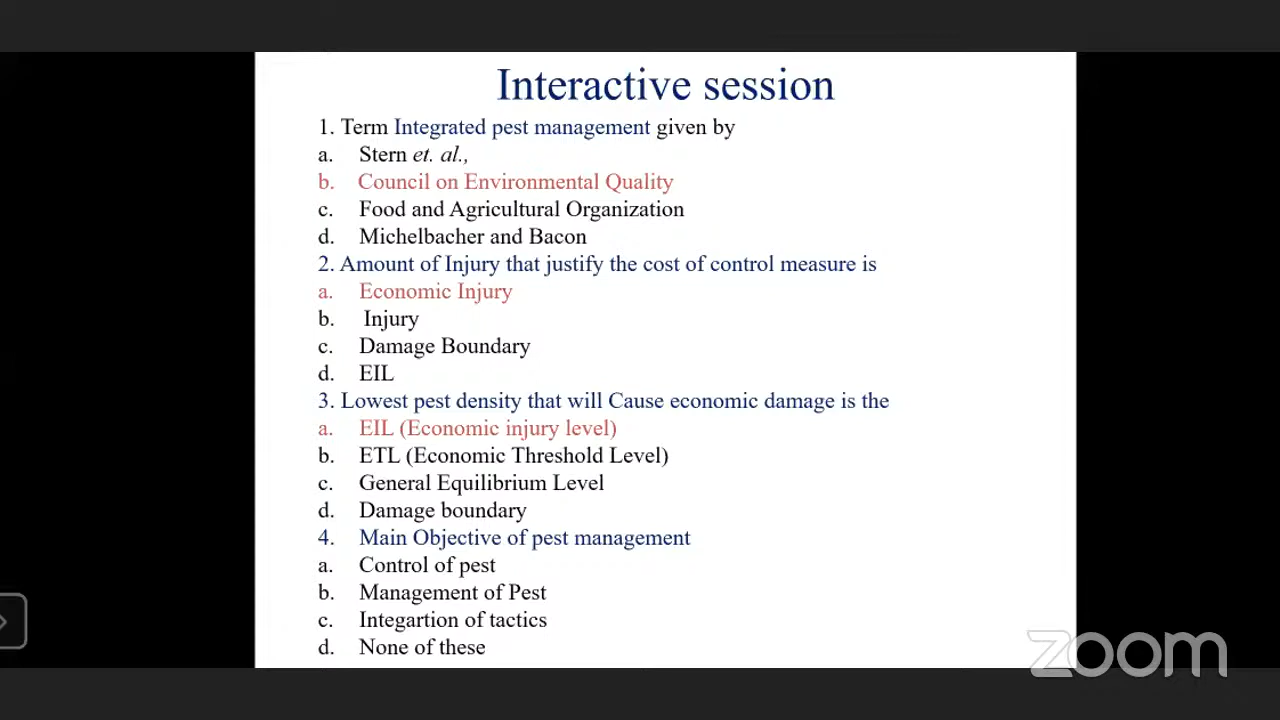 Interactive session
1. Term Integrated pest management given by
a. Stern et. al.,
b. Council on Environmental Quality
c. Food and Agricultural Organization
d. Michelbacher and Bacon
2. Amount of Injury that justify the cost of control measure is
a. Economic Injury
b. Injury
c. Damage Boundary
d. EIL
3. Lowest pest density that will Cause economic damage is the
a. EIL (Economic injury level)
b. ETL (Economic Threshold Level)
c. General Equilibrium Level
d. Damage boundary
4. Main Objective of pest management
a. Control of pest
b. Management of Pest
c. Integartion of tactics
d. None of these
zoom